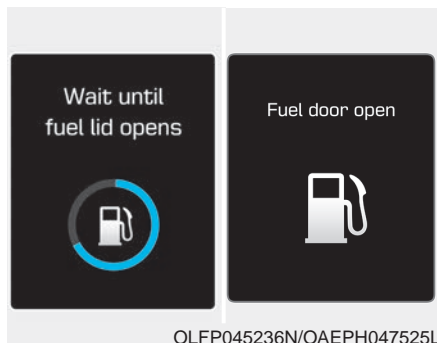 Wait until
fuel lid opens
Fuel door open
OLFP045236N/OAEPH047525L